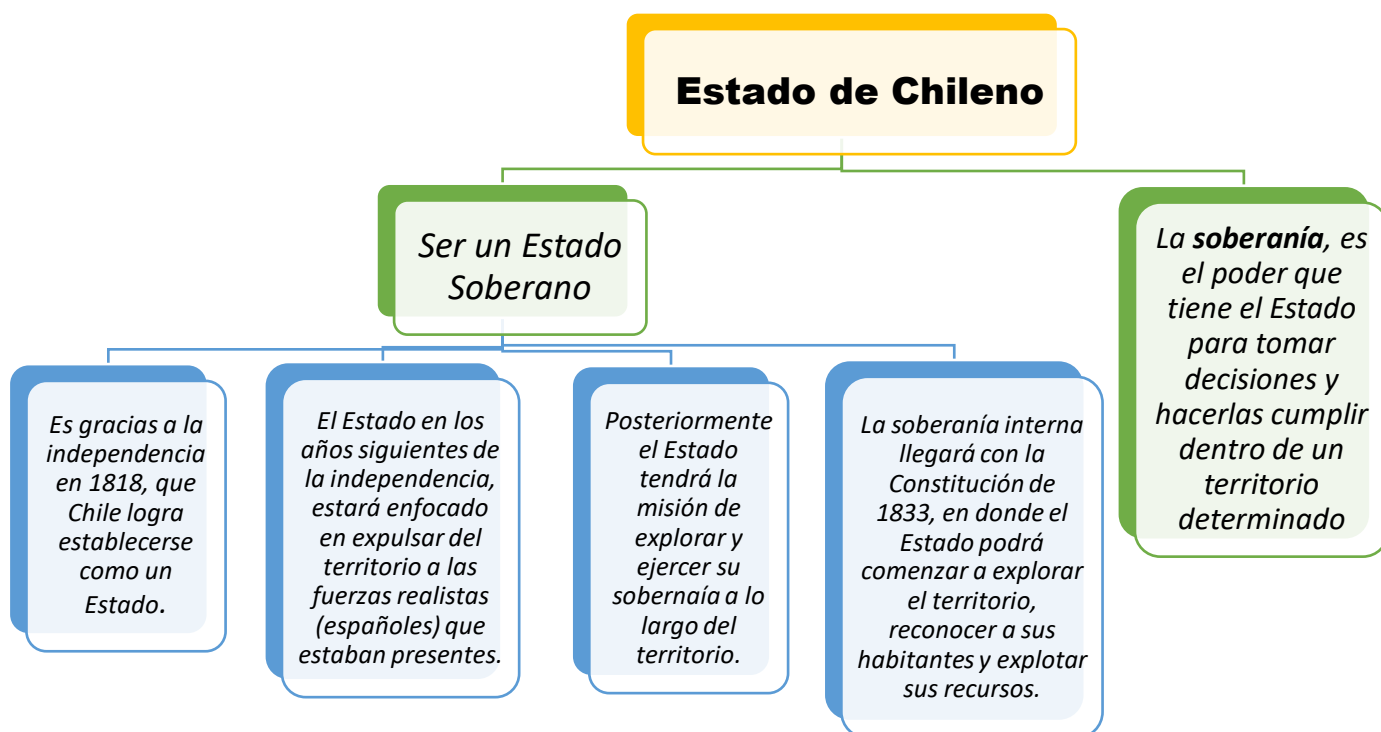 Estado de Chileno
Ser un Estado
Soberano
La soberanía, es
el poder que
tiene el Estado
para tomar
decisiones y
hacerlas cumplir
dentro de un
territorio
determinado
Es gracias a la
independencia
en 1818, que
Chile logra
establecerse
como un
Estado.
El Estado en los
años siguientes de
la independencia,
estará enfocado
en expulsar del
territorio a las
fuerzas realistas
(españoles) que
estaban presentes.
Posteriormente
el Estado
tendrá la
misión de
explorar y
ejercer su
sobernaía a lo
largo del
territorio.
La soberanía interna
llegará con la
Constitución de
1833, en donde el
Estado podrá
comenzar a explorar
el territorio,
reconocer a sus
habitantes y explotar
sus recursos.